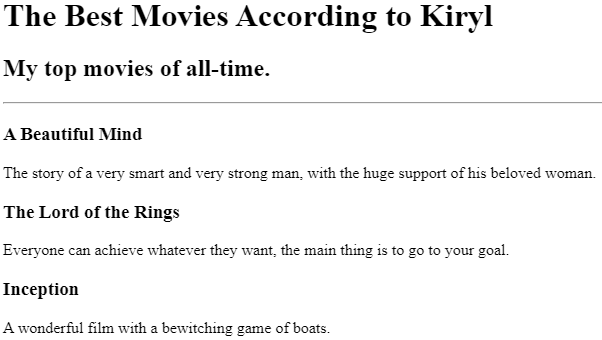 The Best Movies According to Kiryl
My top movies of all-time.
A Beautiful Mind
The story of a very smart and very strong man, with the huge support of his beloved woman.
The Lord of the Rings
Everyone can achieve whatever they want, the main thing is to go to your goal.
Inception
A wonderful film with a bewitching game of boats.